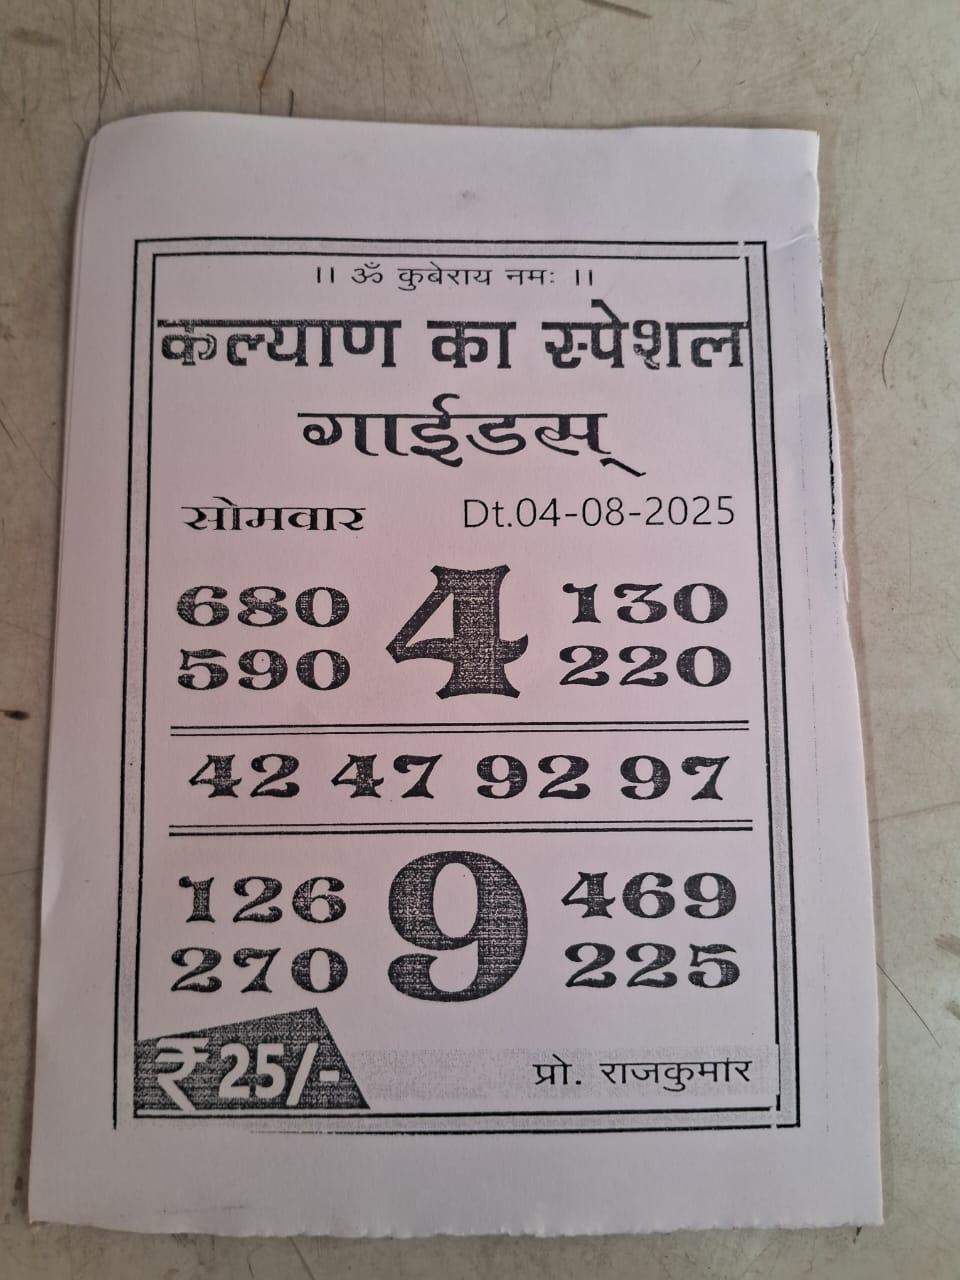 ।। ॐ कुबेराय नमः ।।
कल्याण का स्पेशल
गाईडस्
सोमवार Dt.04-08-2025
680 4 130
590 220
42 47 92 97
126 9 469
270 225
₹ 25/- प्रो. राजकुमार